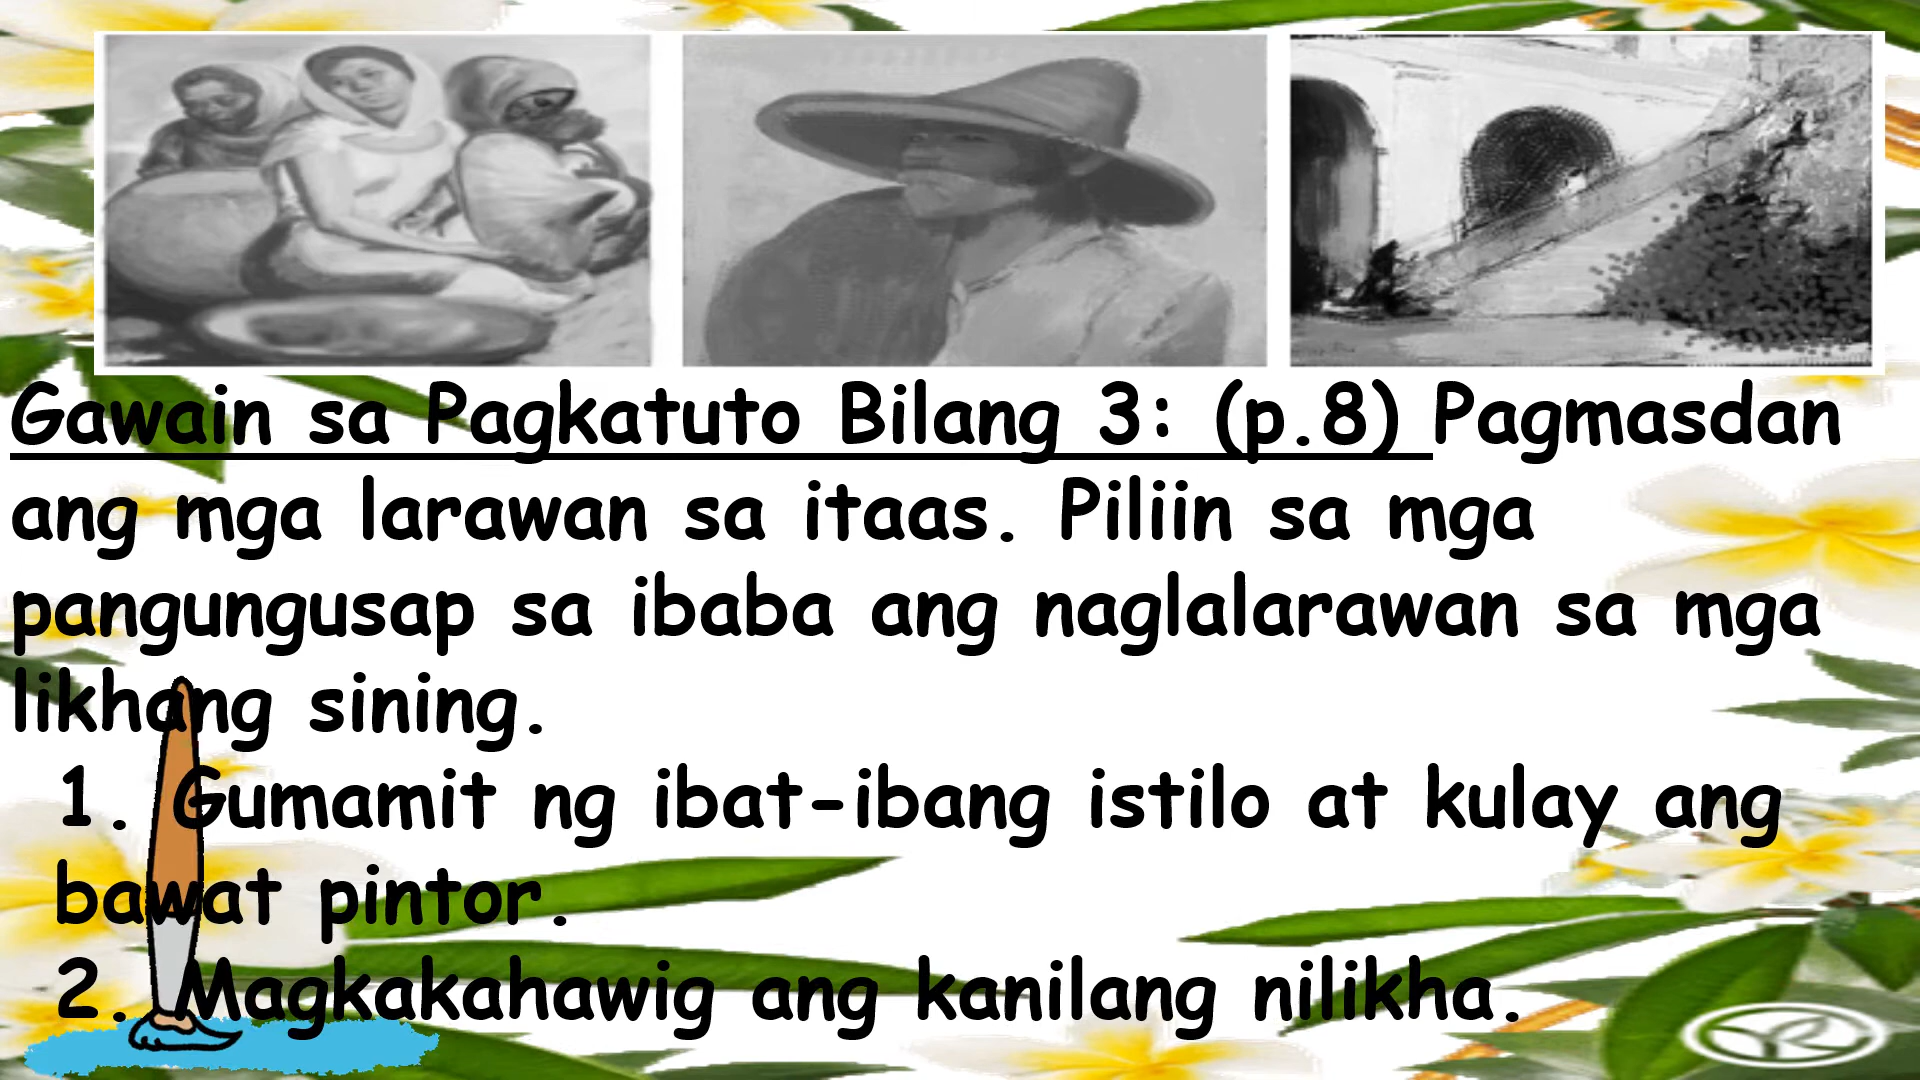 Gawain sa Pagkatuto Bilang 3: (p.8) Pagmasdan
ang mga larawan sa itaas. Piliin sa mga
pangungusap sa ibaba ang naglalarawan sa mga
likhang sining.
1. Gumamit ng ibat-ibang istilo at kulay ang
bawat pintor.
2. Magkakahawig ang kanilang nilikha.